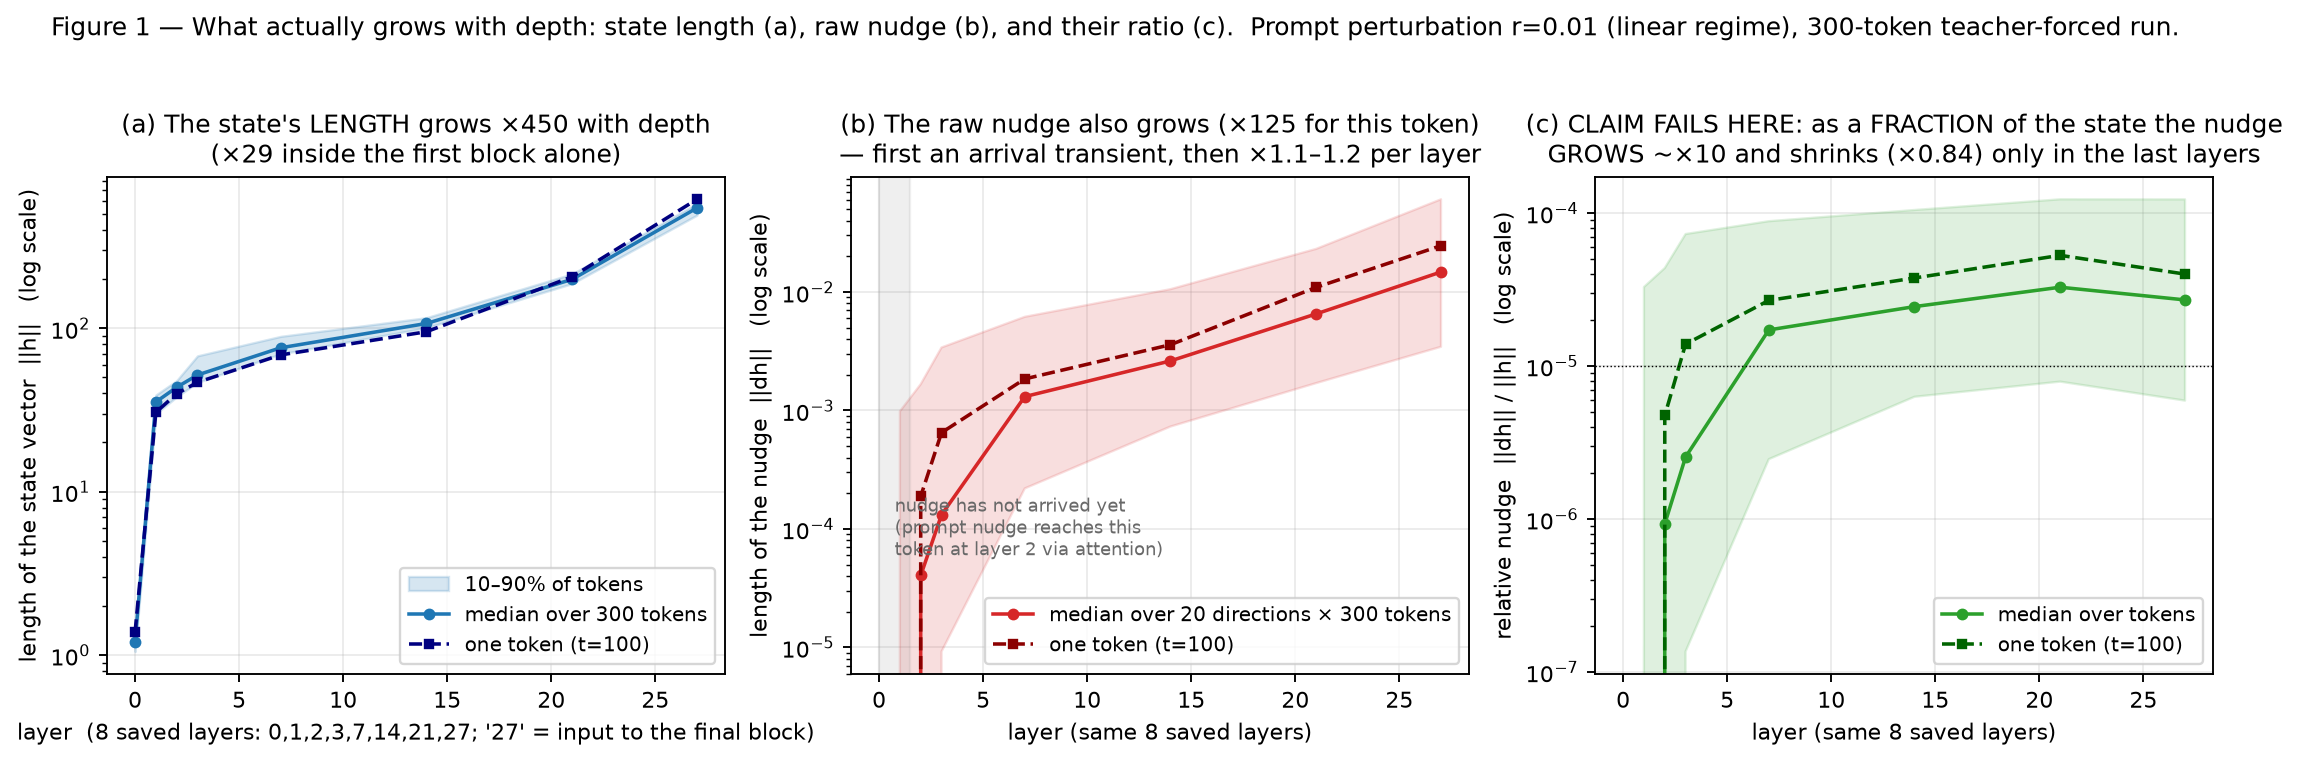 Figure 1 — What actually grows with depth: state length (a), raw nudge (b), and their ratio (c).  Prompt perturbation r=0.01 (linear regime), 300-token teacher-forced run.
(a) The state's LENGTH grows ×450 with depth
(×29 inside the first block alone)
length of the state vector  ||h||   (log scale)
10²
10¹
10⁰
10–90% of tokens
median over 300 tokens
one token (t=100)
0 5 10 15 20 25
layer  (8 saved layers: 0,1,2,3,7,14,21,27; '27' = input to the final block)
(b) The raw nudge also grows (×125 for this token)
— first an arrival transient, then ×1.1–1.2 per layer
length of the nudge  ||dh||   (log scale)
10⁻²
10⁻³
10⁻⁴
10⁻⁵
nudge has not arrived yet
(prompt nudge reaches this
token at layer 2 via attention)
median over 20 directions × 300 tokens
one token (t=100)
0 5 10 15 20 25
layer (same 8 saved layers)
(c) CLAIM FAILS HERE: as a FRACTION of the state the nudge
GROWS ~×10 and shrinks (×0.84) only in the last layers
relative nudge  ||dh|| / ||h||   (log scale)
10⁻⁴
10⁻⁵
10⁻⁶
10⁻⁷
median over tokens
one token (t=100)
0 5 10 15 20 25
layer (same 8 saved layers)